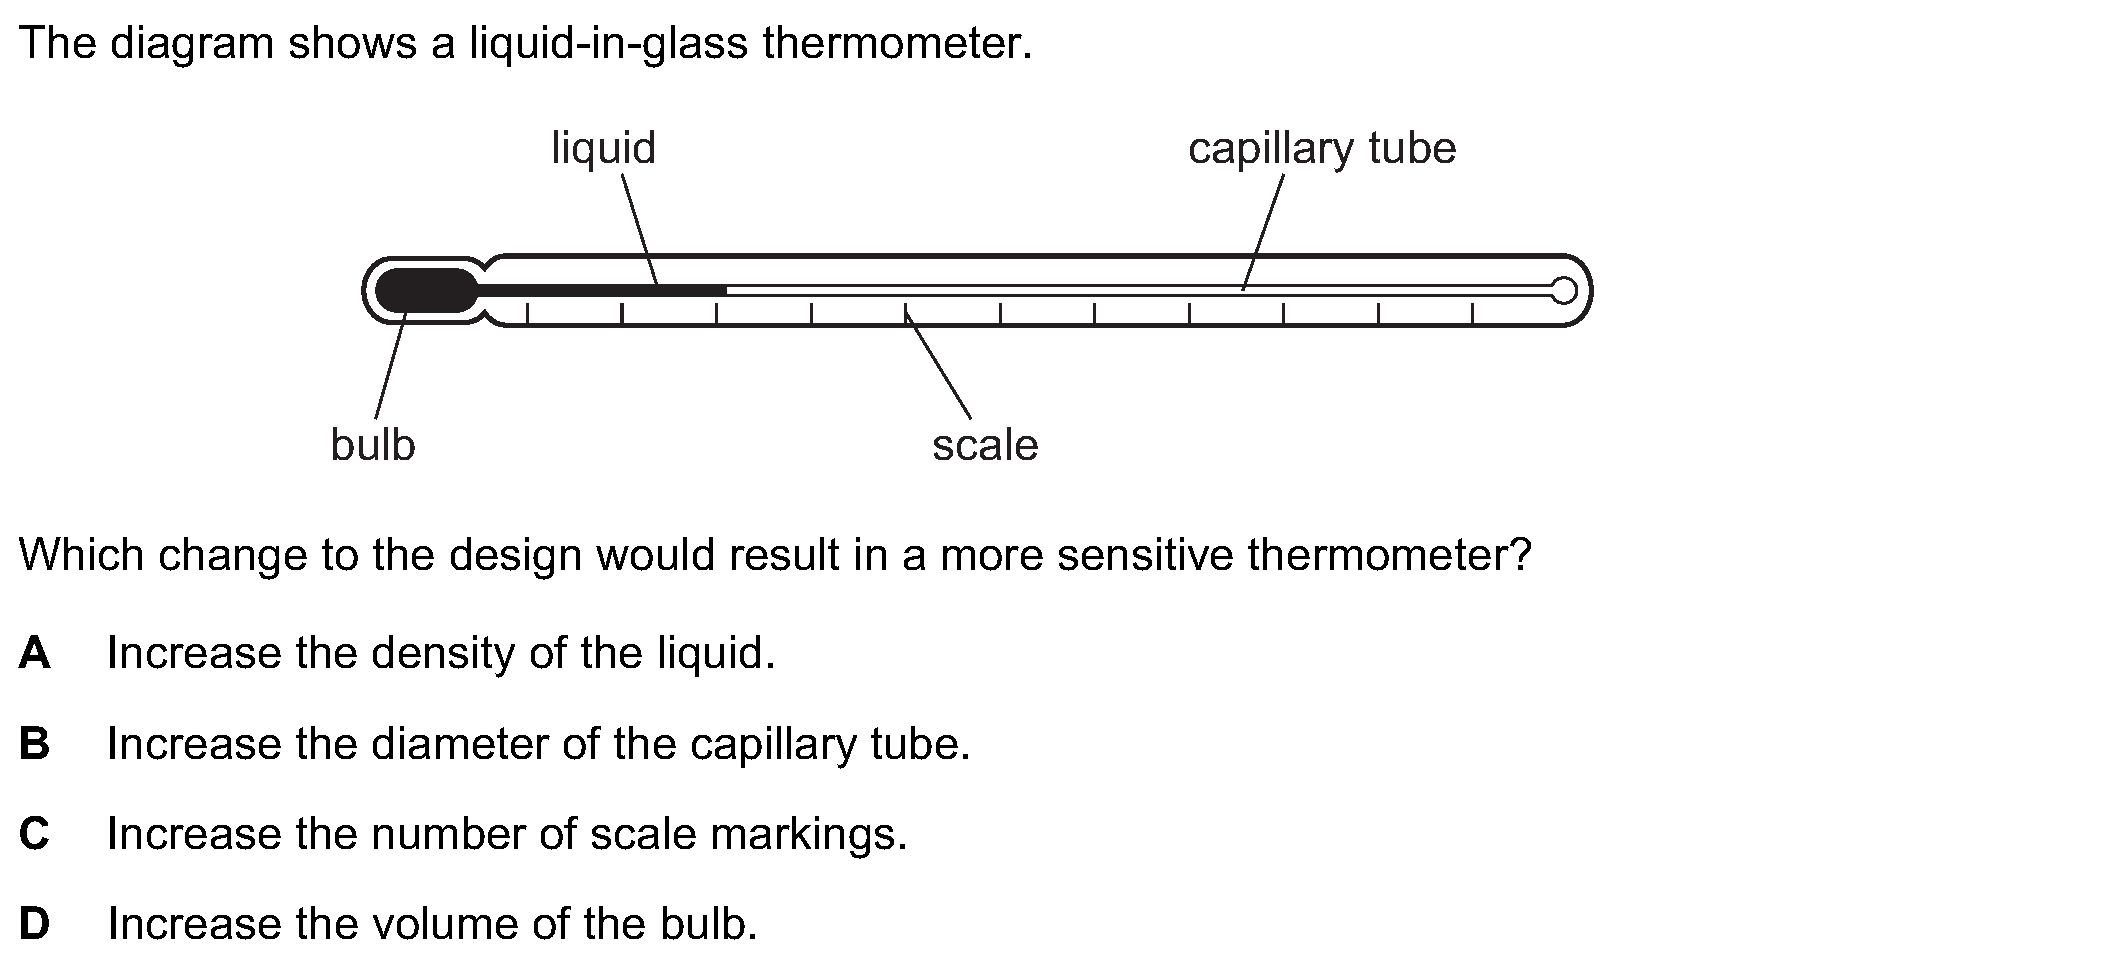 The diagram shows a liquid-in-glass thermometer.
liquid
capillary tube
bulb
scale
Which change to the design would result in a more sensitive thermometer?
A Increase the density of the liquid.
B Increase the diameter of the capillary tube.
C Increase the number of scale markings.
D Increase the volume of the bulb.